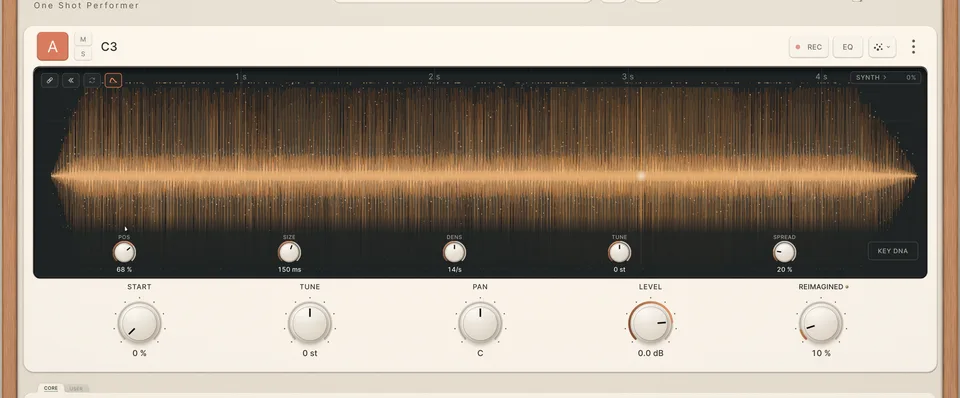 One Shot Performer
A
M
S
C3
REC
EQ
1 s
2 s
3 s
4 s
SYNTH >
0%
POS
SIZE
DENS
TUNE
SPREAD
68 %
150 ms
14/s
0 st
20 %
KEY DNA
START
TUNE
PAN
LEVEL
REIMAGINED
0 %
0 st
C
0.0 dB
10 %
CORE
USER